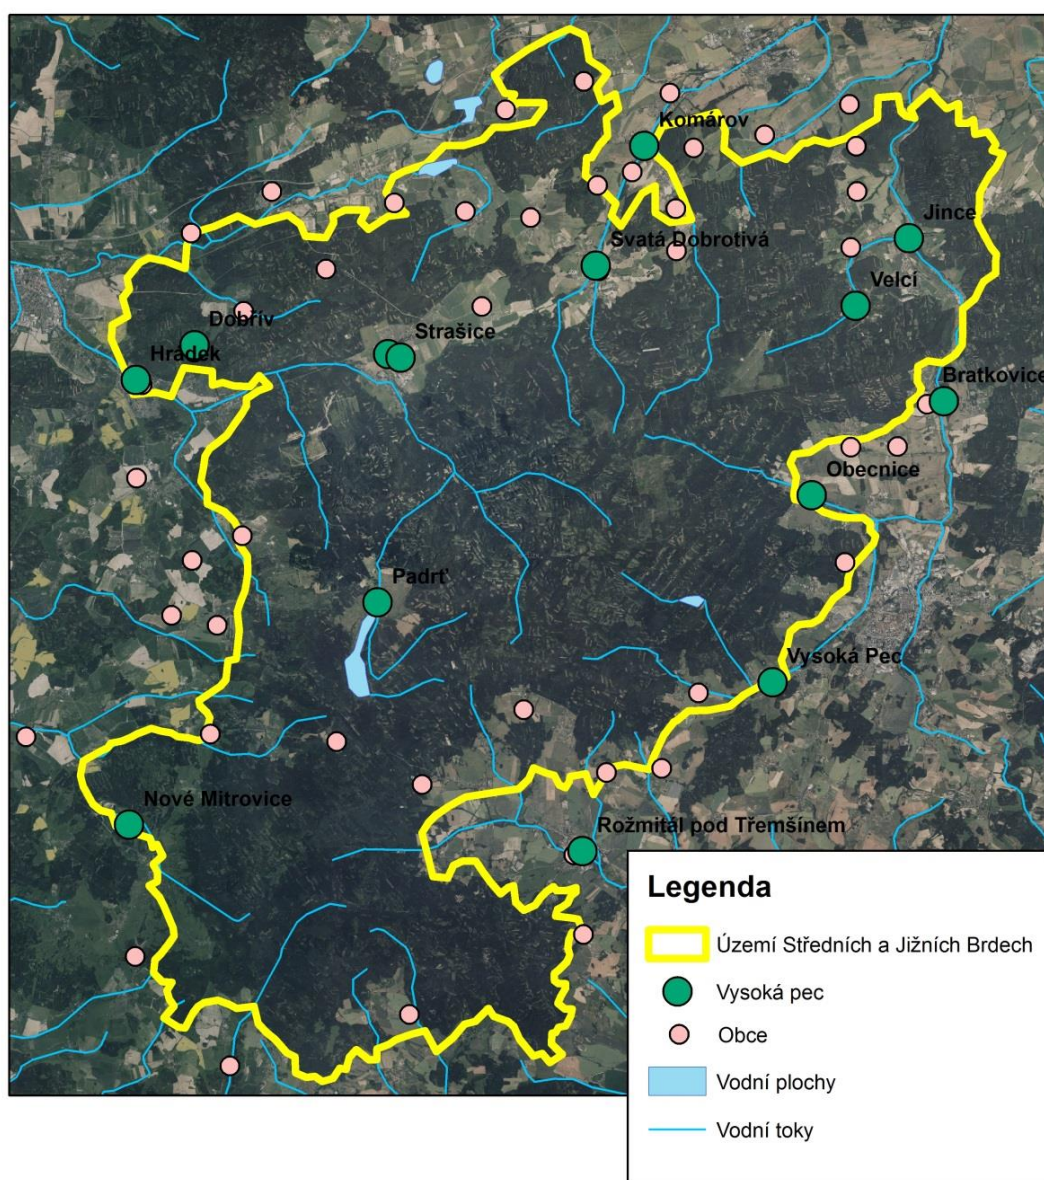 Komárov
Jince
Svatá Dobrotivá
Velcí
Dobřív
Strašice
Hrádek
Bratkovice
Obecnice
Padrť
Vysoká Pec
Nové Mitrovice
Rožmitál pod Třemšínem
Legenda
Území Středních a Jižních Brdech
Vysoká pec
Obce
Vodní plochy
Vodní toky